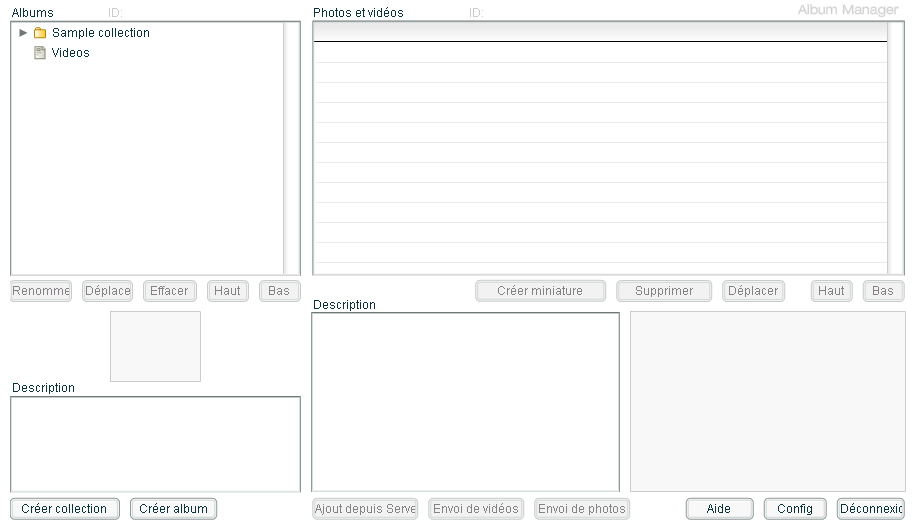 Albums ID: Photos et vidéos ID: Album Manager
Sample collection
Videos
Renomme Déplace Effacer Haut Bas Créer miniature Supprimer Déplacer Haut Bas
Description
Description
Créer collection Créer album Ajout depuis Serve Envoi de vidéos Envoi de photos Aide Config Déconnexic